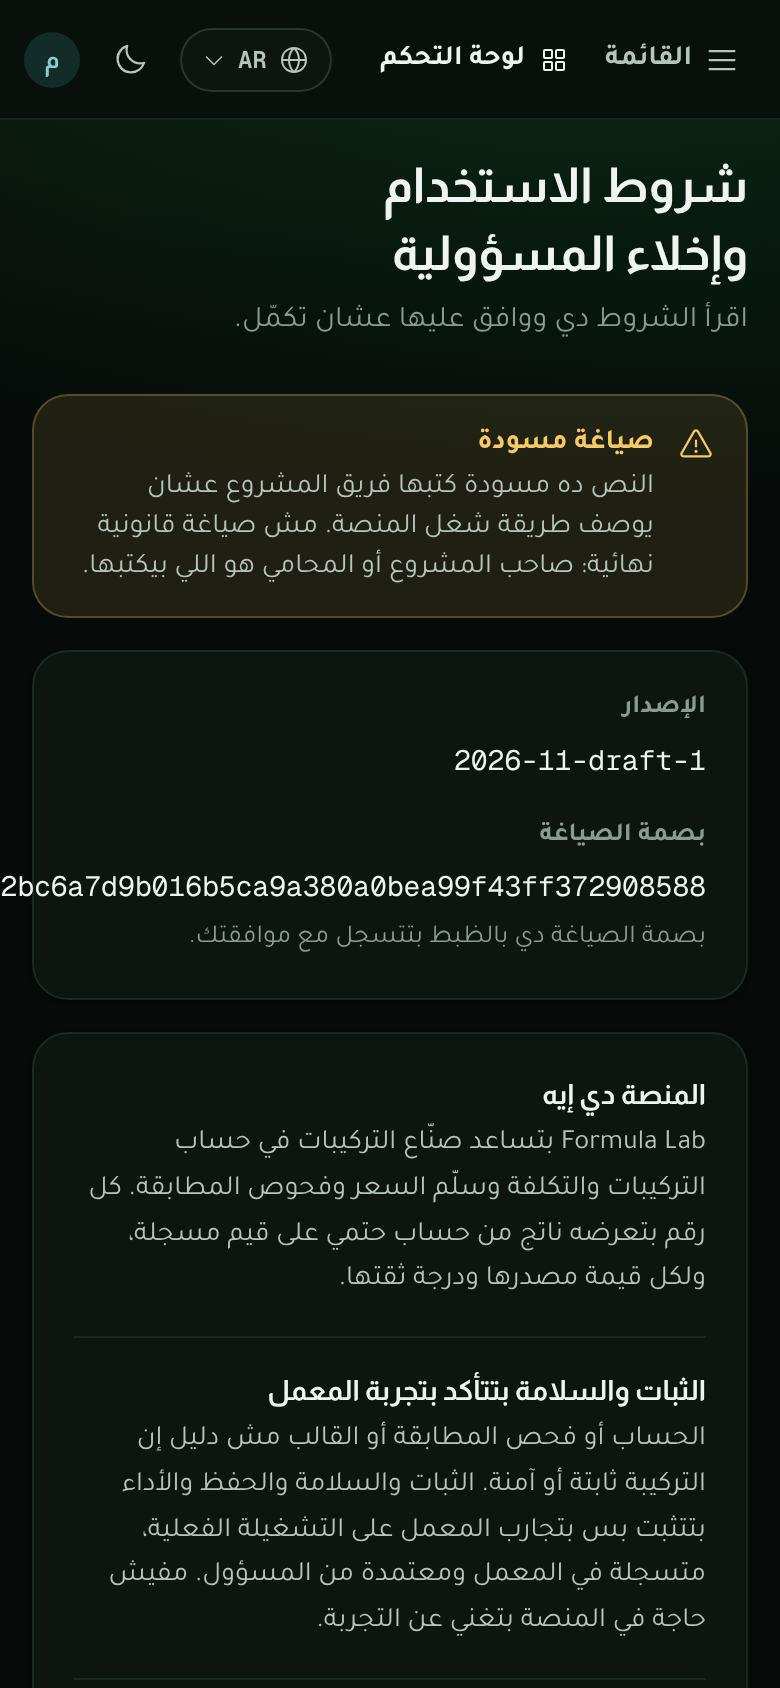 القائمة
لوحة التحكم
AR
م
شروط الاستخدام
وإخلاء المسؤولية
اقرأ الشروط دي ووافق عليها عشان تكمّل.
صياغة مسودة
النص ده مسودة كتبها فريق المشروع عشان
يوصف طريقة شغل المنصة. مش صياغة قانونية
نهائية: صاحب المشروع أو المحامي هو اللي بيكتبها.
الإصدار
2026-11-draft-1
بصمة الصياغة
2bc6a7d9b016b5ca9a380a0bea99f43ff372908588
بصمة الصياغة دي بالظبط بتتسجل مع موافقتك.
المنصة دي إيه
Formula Lab بتساعد صنّاع التركيبات في حساب
التركيبات والتكلفة وسلّم السعر وفحوص المطابقة. كل
رقم بتعرضه ناتج من حساب حتمي على قيم مسجلة،
ولكل قيمة مصدرها ودرجة ثقتها.
الثبات والسلامة بتتأكد بتجربة المعمل
الحساب أو فحص المطابقة أو القالب مش دليل إن
التركيبة ثابتة أو آمنة. الثبات والسلامة والحفظ والأداء
بتتثبت بس بتجارب المعمل على التشغيلة الفعلية،
متسجلة في المعمل ومعتمدة من المسؤول. مفيش
حاجة في المنصة بتغني عن التجربة.